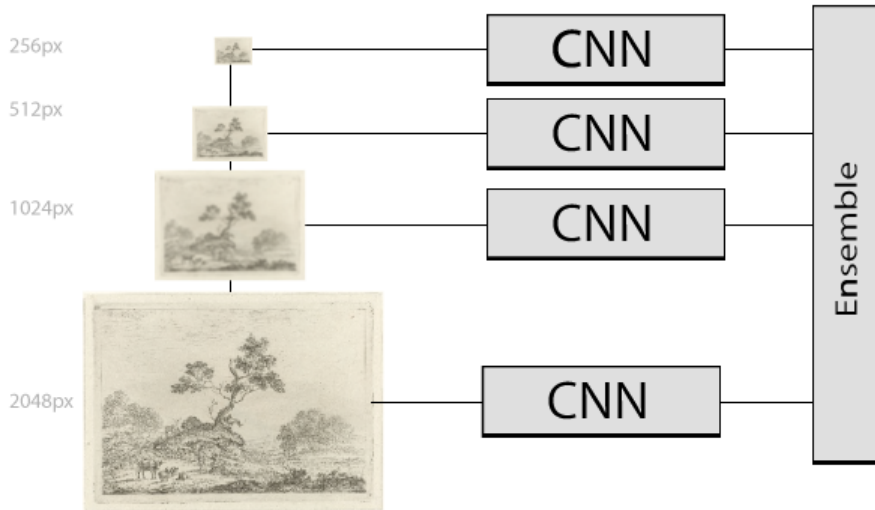 256px
CNN
512px
CNN
1024px
CNN
2048px
CNN
Ensemble